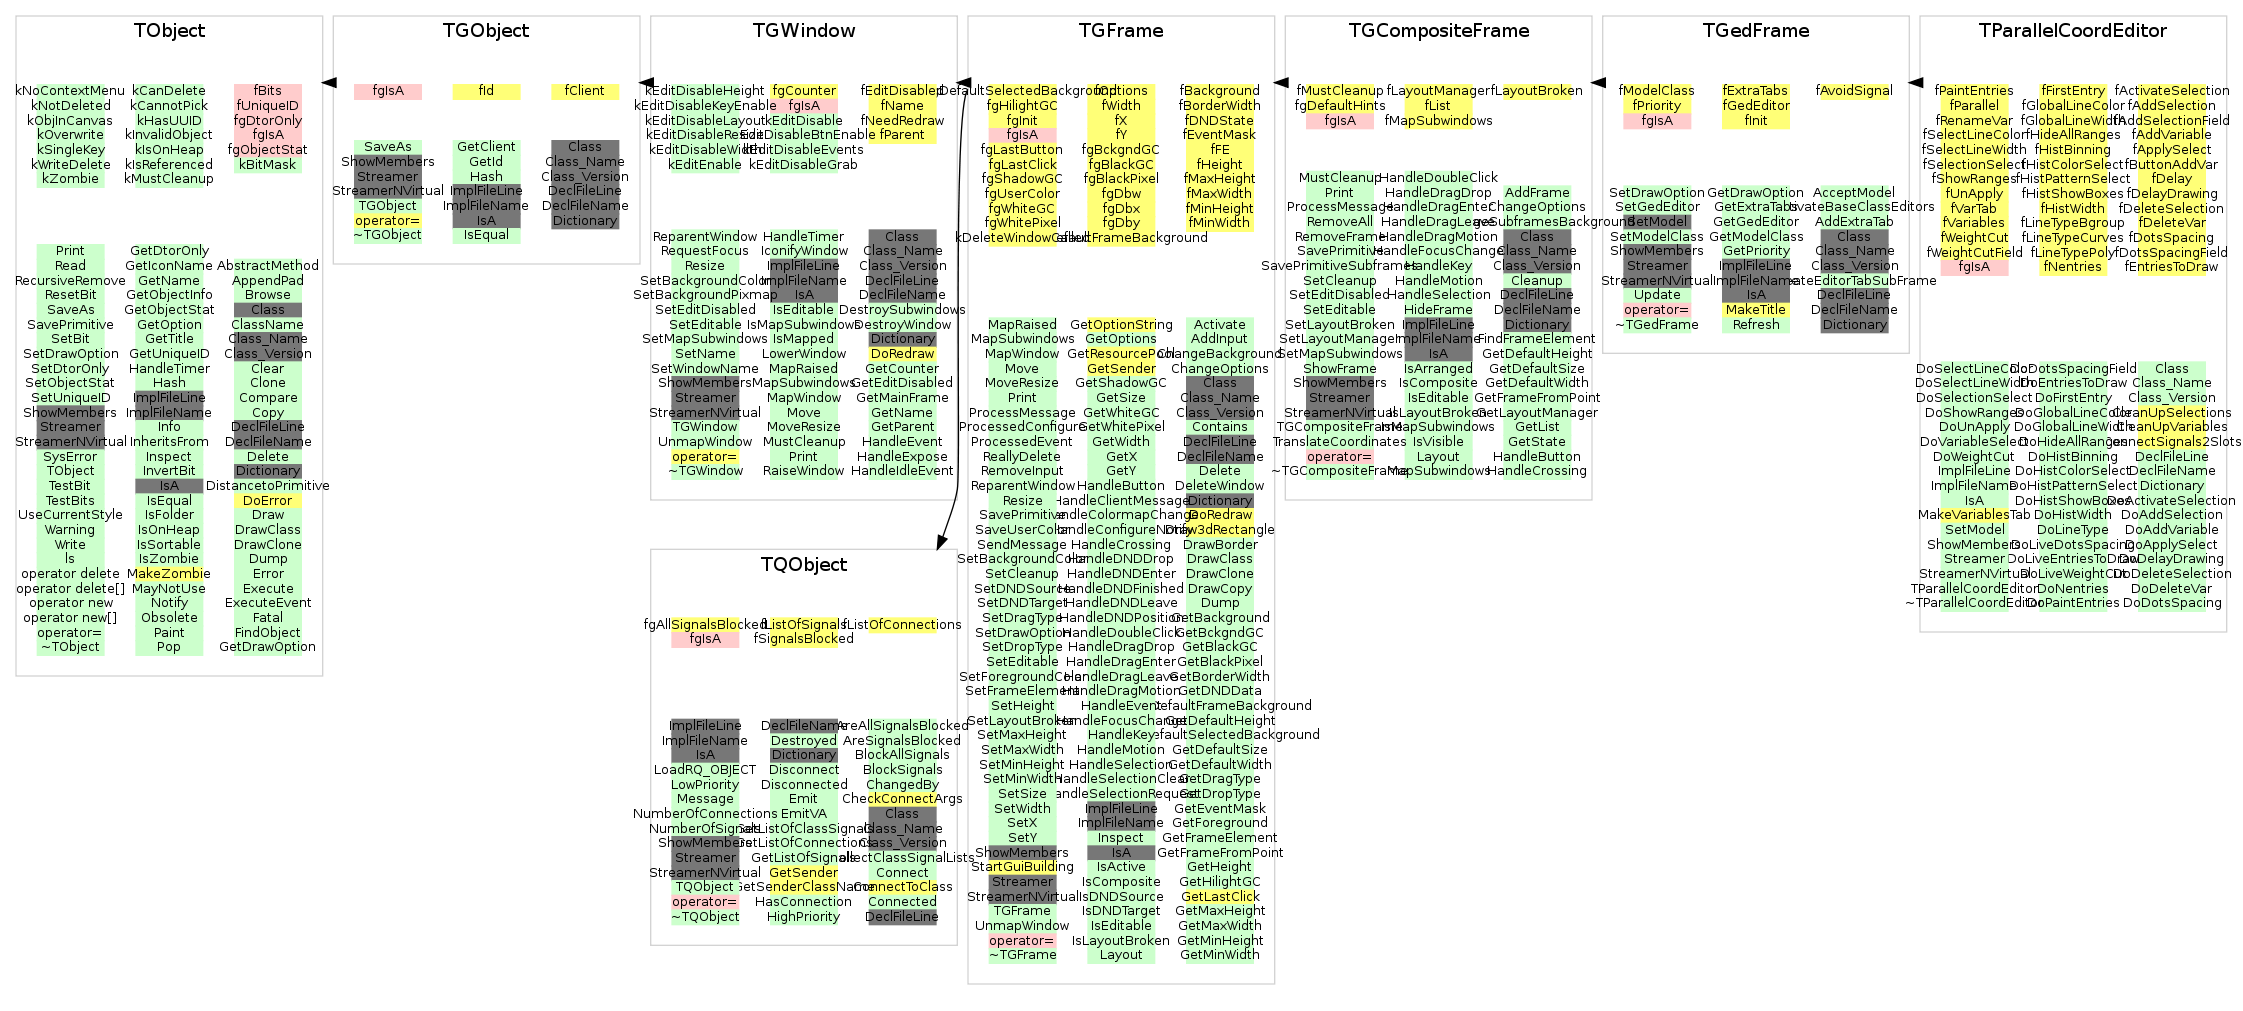 TObject
kNoContextMenu kCanDelete fBits
kNotDeleted kCannotPick fUniqueID
kObjInCanvas kHasUUID fgDtorOnly
kOverwrite kInvalidObject fgIsA
kSingleKey kIsOnHeap fgObjectStat
kWriteDelete kIsReferenced kBitMask
kZombie kMustCleanup
Print GetDtorOnly
Read GetIconName AbstractMethod
RecursiveRemove GetName AppendPad
ResetBit GetObjectInfo Browse
SaveAs GetObjectStat Class
SavePrimitive GetOption ClassName
SetBit GetTitle Class_Name
SetDrawOption GetUniqueID Class_Version
SetDtorOnly HandleTimer Clear
SetObjectStat Hash Clone
SetUniqueID ImplFileLine Compare
ShowMembers ImplFileName Copy
Streamer Info DeclFileLine
StreamerNVirtual InheritsFrom DeclFileName
SysError Inspect Delete
TObject InvertBit Dictionary
TestBit IsA DistancetoPrimitive
TestBits IsEqual DoError
UseCurrentStyle IsFolder Draw
Warning IsOnHeap DrawClass
Write IsSortable DrawClone
ls IsZombie Dump
operator delete MakeZombie Error
operator delete[] MayNotUse Execute
operator new Notify ExecuteEvent
operator new[] Obsolete Fatal
operator= Paint FindObject
~TObject Pop GetDrawOption
TGObject
fgIsA fId fClient
SaveAs GetClient Class
ShowMembers GetId Class_Name
Streamer Hash Class_Version
StreamerNVirtual ImplFileLine DeclFileLine
TGObject ImplFileName DeclFileName
operator= IsA Dictionary
~TGObject IsEqual
TGWindow
kEditDisableHeight fgCounter fEditDisabled
kEditDisableKeyEnable fgIsA fName
kEditDisableLayout kEditDisable fNeedRedraw
kEditDisableResize kEditDisableBtnEnable fParent
kEditDisableWidth kEditDisableEvents
kEditEnable kEditDisableGrab
ReparentWindow HandleTimer Class
RequestFocus IconifyWindow Class_Name
Resize ImplFileLine Class_Version
SetBackgroundColor ImplFileName DeclFileLine
SetBackgroundPixmap IsA DeclFileName
SetEditDisabled IsEditable DestroySubwindows
SetEditable IsMapSubwindows DestroyWindow
SetMapSubwindows IsMapped Dictionary
SetName LowerWindow DoRedraw
SetWindowName MapRaised GetCounter
ShowMembers MapSubwindows GetEditDisabled
Streamer MapWindow GetMainFrame
StreamerNVirtual Move GetName
TGWindow MoveResize GetParent
UnmapWindow MustCleanup HandleEvent
operator= Print HandleExpose
~TGWindow RaiseWindow HandleIdleEvent
TQObject
fgAllSignalsBlocked fListOfSignals fListOfConnections
fgIsA fSignalsBlocked
ImplFileLine DeclFileName AreAllSignalsBlocked
ImplFileName Destroyed AreSignalsBlocked
IsA Dictionary BlockAllSignals
LoadRQ_OBJECT Disconnect BlockSignals
LowPriority Disconnected ChangedBy
Message Emit CheckConnectArgs
NumberOfConnections EmitVA Class
NumberOfSignals GetListOfClassSignals Class_Name
ShowMembers GetListOfConnections Class_Version
Streamer GetListOfSignals CollectClassSignalLists
StreamerNVirtual GetSender Connect
TQObject GetSenderClassName ConnectToClass
operator= HasConnection Connected
~TQObject HighPriority DeclFileLine
TGFrame
fgDefaultSelectedBackground fOptions fBackground
fgHilightGC fWidth fBorderWidth
fgInit fX fDNDState
fgIsA fY fEventMask
fgLastButton fgBckgndGC fFE
fgLastClick fgBlackGC fHeight
fgShadowGC fgBlackPixel fMaxHeight
fgUserColor fgDbw fMaxWidth
fgWhiteGC fgDbx fMinHeight
fgWhitePixel fgDby fMinWidth
kDeleteWindowCalled fgDefaultFrameBackground
MapRaised GetOptionString Activate
MapSubwindows GetOptions AddInput
MapWindow GetResourcePool ChangeBackground
Move GetSender ChangeOptions
MoveResize GetShadowGC Class
Print GetSize Class_Name
ProcessMessage GetWhiteGC Class_Version
ProcessedConfigure GetWhitePixel Contains
ProcessedEvent GetWidth DeclFileLine
ReallyDelete GetX DeclFileName
RemoveInput GetY Delete
ReparentWindow HandleButton DeleteWindow
Resize HandleClientMessage Dictionary
SavePrimitive HandleColormapChange DoRedraw
SaveUserColor HandleConfigureNotify Draw3dRectangle
SendMessage HandleCrossing DrawBorder
SetBackgroundColor HandleDNDDrop DrawClass
SetCleanup HandleDNDEnter DrawClone
SetDNDSource HandleDNDFinished DrawCopy
SetDNDTarget HandleDNDLeave Dump
SetDragType HandleDNDPosition GetBackground
SetDrawOption HandleDoubleClick GetBckgndGC
SetDropType HandleDragDrop GetBlackGC
SetEditable HandleDragEnter GetBlackPixel
SetForegroundColor HandleDragLeave GetBorderWidth
SetFrameElement HandleDragMotion GetDNDData
SetHeight HandleEvent GetDefaultFrameBackground
SetLayoutBroken HandleFocusChange GetDefaultHeight
SetMaxHeight HandleKey GetDefaultSelectedBackground
SetMaxWidth HandleMotion GetDefaultSize
SetMinHeight HandleSelection GetDefaultWidth
SetMinWidth HandleSelectionClear GetDragType
SetSize HandleSelectionRequest GetDropType
SetWidth ImplFileLine GetEventMask
SetX ImplFileName GetForeground
SetY Inspect GetFrameElement
ShowMembers IsA GetFrameFromPoint
StartGuiBuilding IsActive GetHeight
Streamer IsComposite GetHilightGC
StreamerNVirtual IsDNDSource GetLastClick
TGFrame IsDNDTarget GetMaxHeight
UnmapWindow IsEditable GetMaxWidth
operator= IsLayoutBroken GetMinHeight
~TGFrame Layout GetMinWidth
TGCompositeFrame
fMustCleanup fLayoutManager fLayoutBroken
fgDefaultHints fList
fgIsA fMapSubwindows
MustCleanup HandleDoubleClick
Print HandleDragDrop AddFrame
ProcessMessage HandleDragEnter ChangeOptions
RemoveAll HandleDragLeave ChangeSubframesBackground
RemoveFrame HandleDragMotion Class
SavePrimitive HandleFocusChange Class_Name
SavePrimitiveSubframes HandleKey Class_Version
SetCleanup HandleMotion Cleanup
SetEditDisabled HandleSelection DeclFileLine
SetEditable HideFrame DeclFileName
SetLayoutBroken ImplFileLine Dictionary
SetLayoutManager ImplFileName FindFrameElement
SetMapSubwindows IsA GetDefaultHeight
ShowFrame IsArranged GetDefaultSize
ShowMembers IsComposite GetDefaultWidth
Streamer IsEditable GetFrameFromPoint
StreamerNVirtual IsLayoutBroken GetLayoutManager
TGCompositeFrame IsMapSubwindows GetList
TranslateCoordinates IsVisible GetState
operator= Layout HandleButton
~TGCompositeFrame MapSubwindows HandleCrossing
TGedFrame
fModelClass fExtraTabs fAvoidSignal
fPriority fGedEditor
fgIsA fInit
SetDrawOption GetDrawOption AcceptModel
SetGedEditor GetExtraTabs ActivateBaseClassEditors
SetModel GetGedEditor AddExtraTab
SetModelClass GetModelClass Class
ShowMembers GetPriority Class_Name
Streamer ImplFileLine Class_Version
StreamerNVirtual ImplFileName CreateEditorTabSubFrame
Update IsA DeclFileLine
operator= MakeTitle DeclFileName
~TGedFrame Refresh Dictionary
TParallelCoordEditor
fPaintEntries fFirstEntry fActivateSelection
fParallel fGlobalLineColor fAddSelection
fRenameVar fGlobalLineWidth fAddSelectionField
fSelectLineColor fHideAllRanges fAddVariable
fSelectLineWidth fHistBinning fApplySelect
fSelectionSelect fHistColorSelect fButtonAddVar
fShowRanges fHistPatternSelect fDelay
fUnApply fHistShowBoxes fDelayDrawing
fVarTab fHistWidth fDeleteSelection
fVariables fLineTypeBgroup fDeleteVar
fWeightCut fLineTypeCurves fDotsSpacing
fWeightCutField fLineTypePoly fDotsSpacingField
fgIsA fNentries fEntriesToDraw
DoSelectLineColor DoDotsSpacingField Class
DoSelectLineWidth DoEntriesToDraw Class_Name
DoSelectionSelect DoFirstEntry Class_Version
DoShowRanges DoGlobalLineColor CleanUpSelections
DoUnApply DoGlobalLineWidth CleanUpVariables
DoVariableSelect DoHideAllRanges ConnectSignals2Slots
DoWeightCut DoHistBinning DeclFileLine
ImplFileLine DoHistColorSelect DeclFileName
ImplFileName DoHistPatternSelect Dictionary
IsA DoHistShowBoxes DoActivateSelection
MakeVariablesTab DoHistWidth DoAddSelection
SetModel DoLineType DoAddVariable
ShowMembers DoLiveDotsSpacing DoApplySelect
Streamer DoLiveEntriesToDraw DoDelayDrawing
StreamerNVirtual DoLiveWeightCut DoDeleteSelection
TParallelCoordEditor DoNentries DoDeleteVar
~TParallelCoordEditor DoPaintEntries DoDotsSpacing